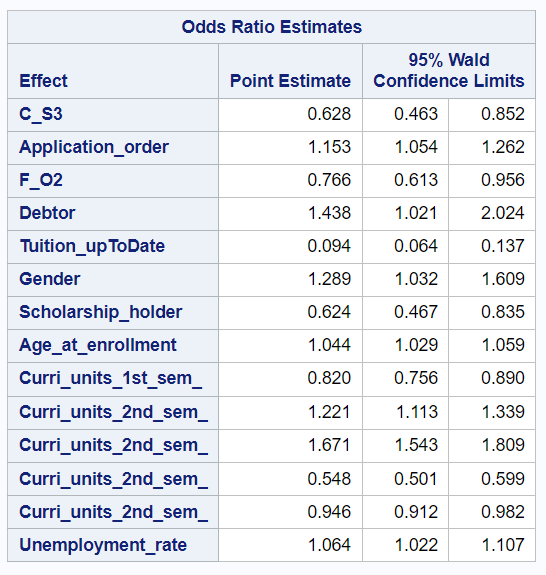 Odds Ratio Estimates
Effect Point Estimate 95% Wald Confidence Limits
C_S3 0.628 0.463 0.852
Application_order 1.153 1.054 1.262
F_O2 0.766 0.613 0.956
Debtor 1.438 1.021 2.024
Tuition_upToDate 0.094 0.064 0.137
Gender 1.289 1.032 1.609
Scholarship_holder 0.624 0.467 0.835
Age_at_enrollment 1.044 1.029 1.059
Curri_units_1st_sem_ 0.820 0.756 0.890
Curri_units_2nd_sem_ 1.221 1.113 1.339
Curri_units_2nd_sem_ 1.671 1.543 1.809
Curri_units_2nd_sem_ 0.548 0.501 0.599
Curri_units_2nd_sem_ 0.946 0.912 0.982
Unemployment_rate 1.064 1.022 1.107